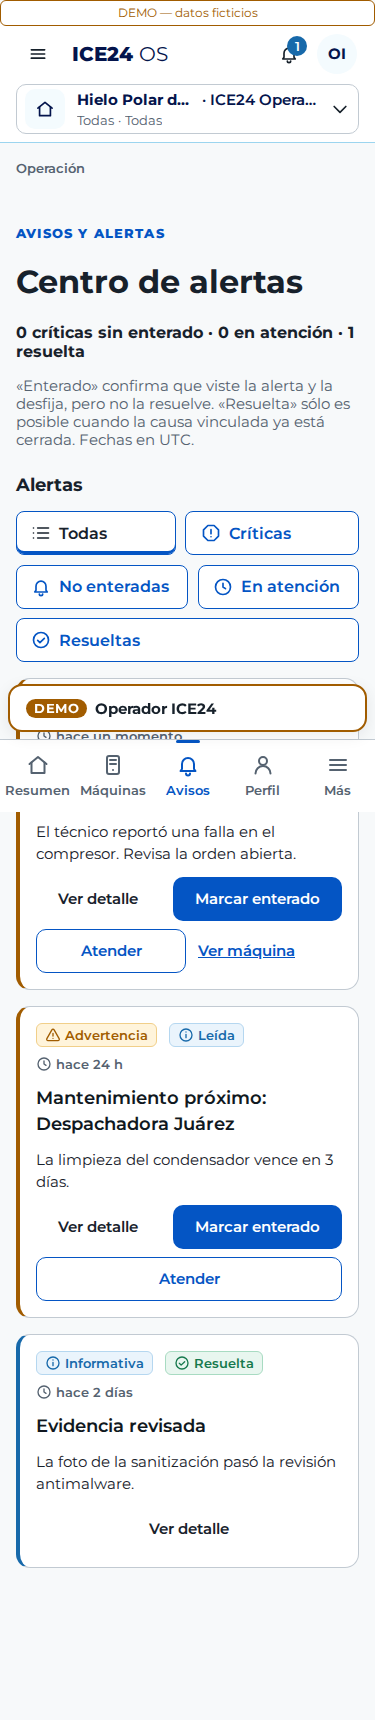 DEMO — datos ficticios
ICE24 OS
1
OI
Hielo Polar d... · ICE24 Opera...
Todas · Todas
Operación
AVISOS Y ALERTAS
Centro de alertas
0 críticas sin enterado · 0 en atención · 1
resuelta
«Enterado» confirma que viste la alerta y la
desfija, pero no la resuelve. «Resuelta» sólo es
posible cuando la causa vinculada ya está
cerrada. Fechas en UTC.
Alertas
Todas
Críticas
No enteradas
En atención
Resueltas
DEMO Operador ICE24
hace un momento
Resumen Máquinas Avisos Perfil Más
El técnico reportó una falla en el
compresor. Revisa la orden abierta.
Ver detalle
Marcar enterado
Atender
Ver máquina
Advertencia
Leída
hace 24 h
Mantenimiento próximo:
Despachadora Juárez
La limpieza del condensador vence en 3
días.
Ver detalle
Marcar enterado
Atender
Informativa
Resuelta
hace 2 días
Evidencia revisada
La foto de la sanitización pasó la revisión
antimalware.
Ver detalle